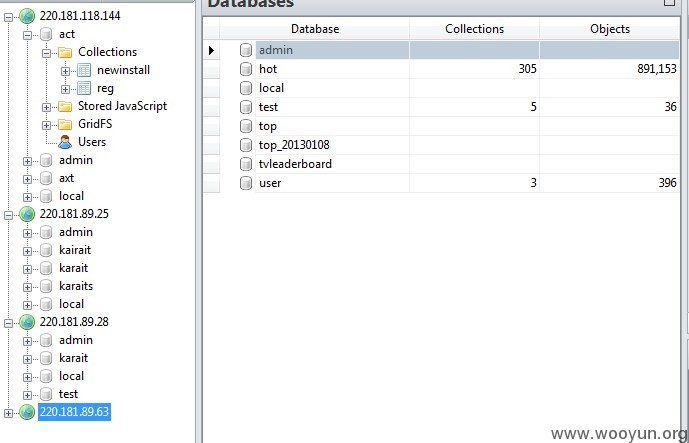 220.181.118.144
act
Collections
newinstall
reg
Stored JavaScript
GridFS
Users
admin
axt
local
220.181.89.25
admin
kairait
karait
karaits
local
220.181.89.28
admin
karait
local
test
220.181.89.63
Databases
Database Collections Objects
admin
hot 305 891,153
local
test 5 36
top
top_20130108
tvleaderboard
user 3 396
www.wooyun.org